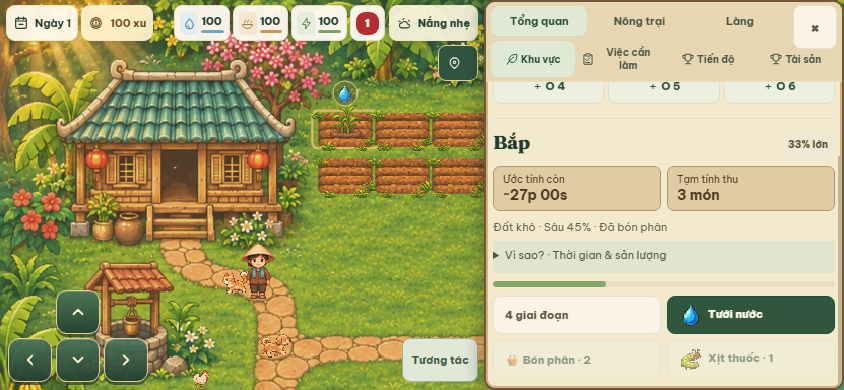 Ngày 1
100 xu
100
100
100
1
Nắng nhẹ
Tương tác
Tổng quan
Nông trại
Làng
Khu vực
Việc cần làm
Tiến độ
Tài sản
+ Ô 4
+ Ô 5
+ Ô 6
Bắp
33% lớn
Ước tính còn
~27p 00s
Tạm tính thu
3 món
Đất khô · Sâu 45% · Đã bón phân
Vì sao? · Thời gian & sản lượng
4 giai đoạn
Tưới nước
Bón phân · 2
Xịt thuốc · 1